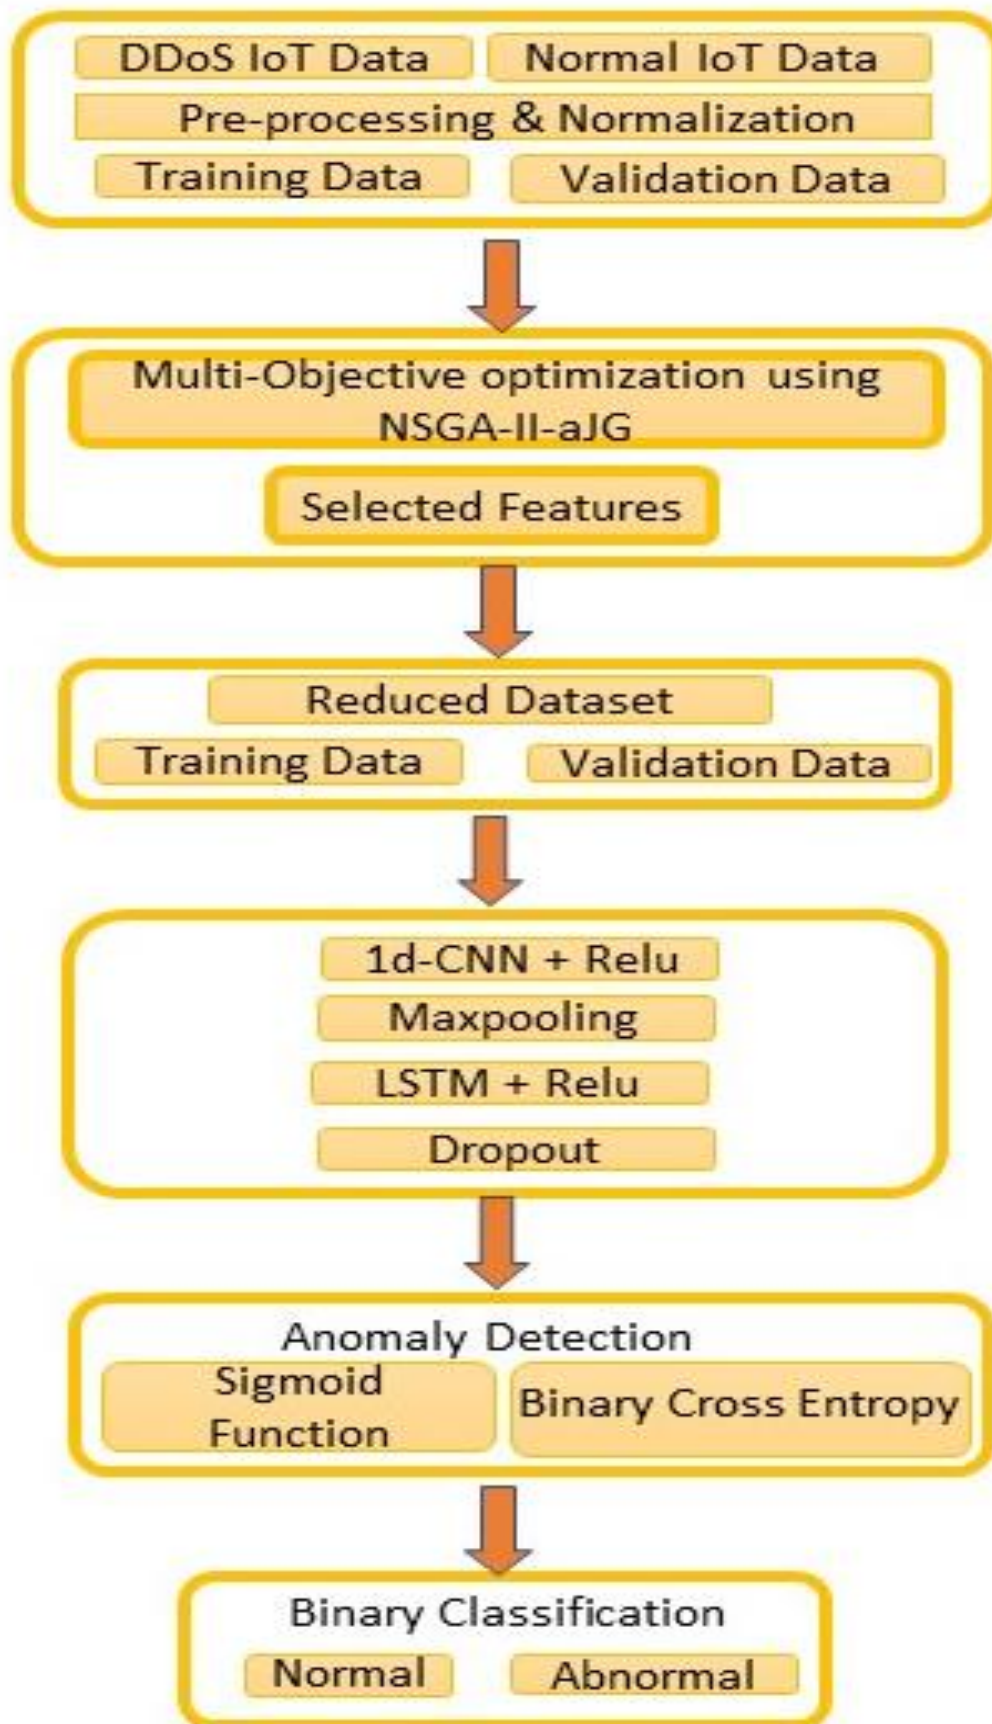 DDoS IoT Data
Normal IoT Data
Pre-processing & Normalization
Training Data
Validation Data
Multi-Objective optimization using
NSGA-II-aJG
Selected Features
Reduced Dataset
Training Data
Validation Data
1d-CNN + Relu
Maxpooling
LSTM + Relu
Dropout
Anomaly Detection
Sigmoid
Function
Binary Cross Entropy
Binary Classification
Normal
Abnormal